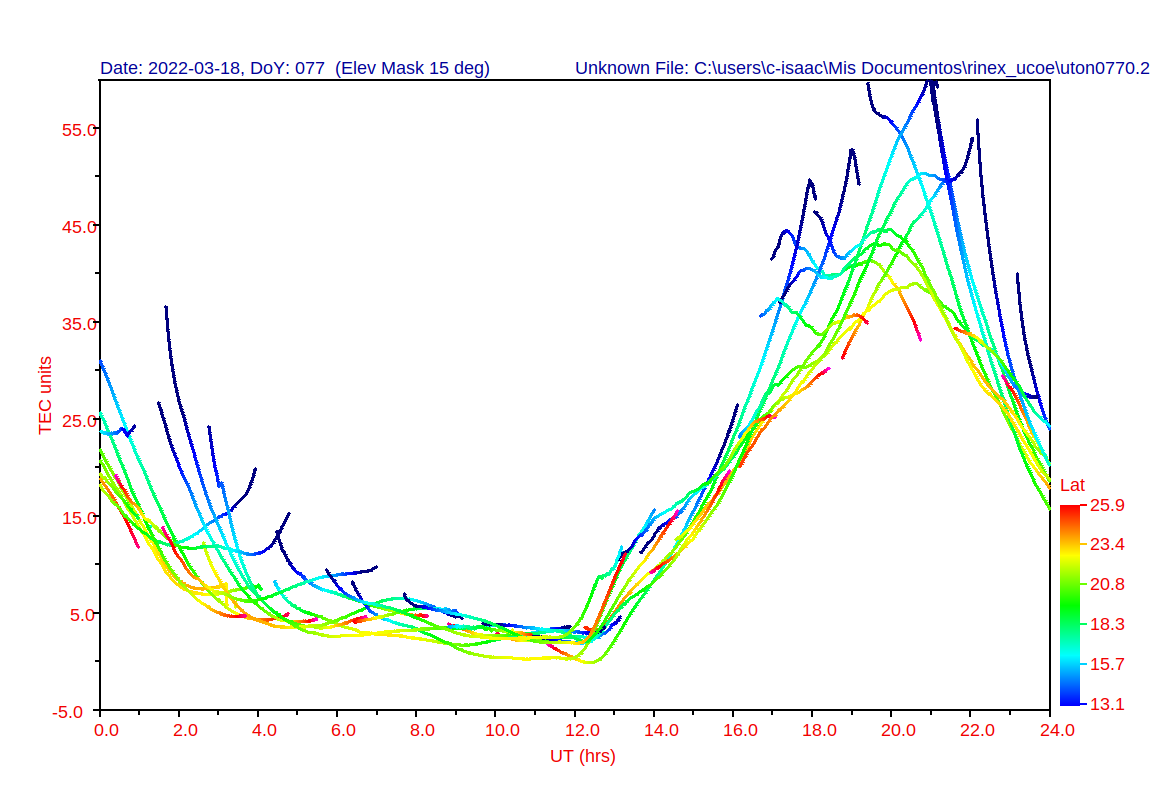 Date: 2022-03-18, DoY: 077  (Elev Mask 15 deg)
Unknown File: C:\users\c-isaac\Mis Documentos\rinex_ucoe\uton0770.2
55.0
45.0
35.0
25.0
15.0
5.0
-5.0
TEC units
0.0 2.0 4.0 6.0 8.0 10.0 12.0 14.0 16.0 18.0 20.0 22.0 24.0
UT (hrs)
Lat
25.9
23.4
20.8
18.3
15.7
13.1